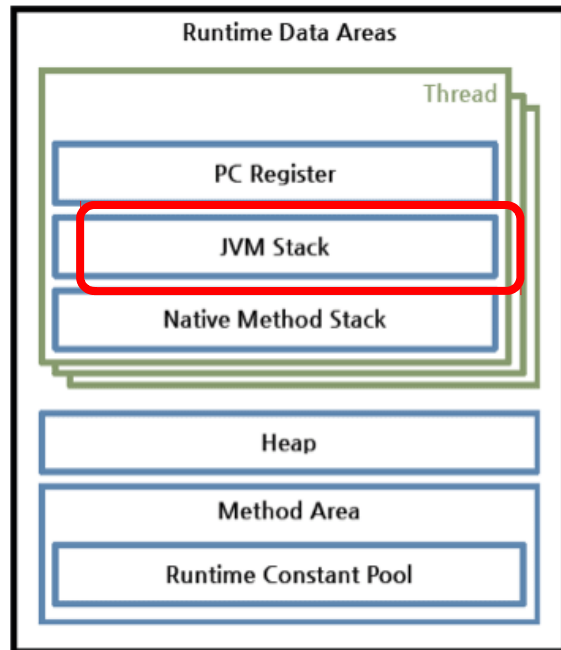 Runtime Data Areas
Thread
PC Register
JVM Stack
Native Method Stack
Heap
Method Area
Runtime Constant Pool